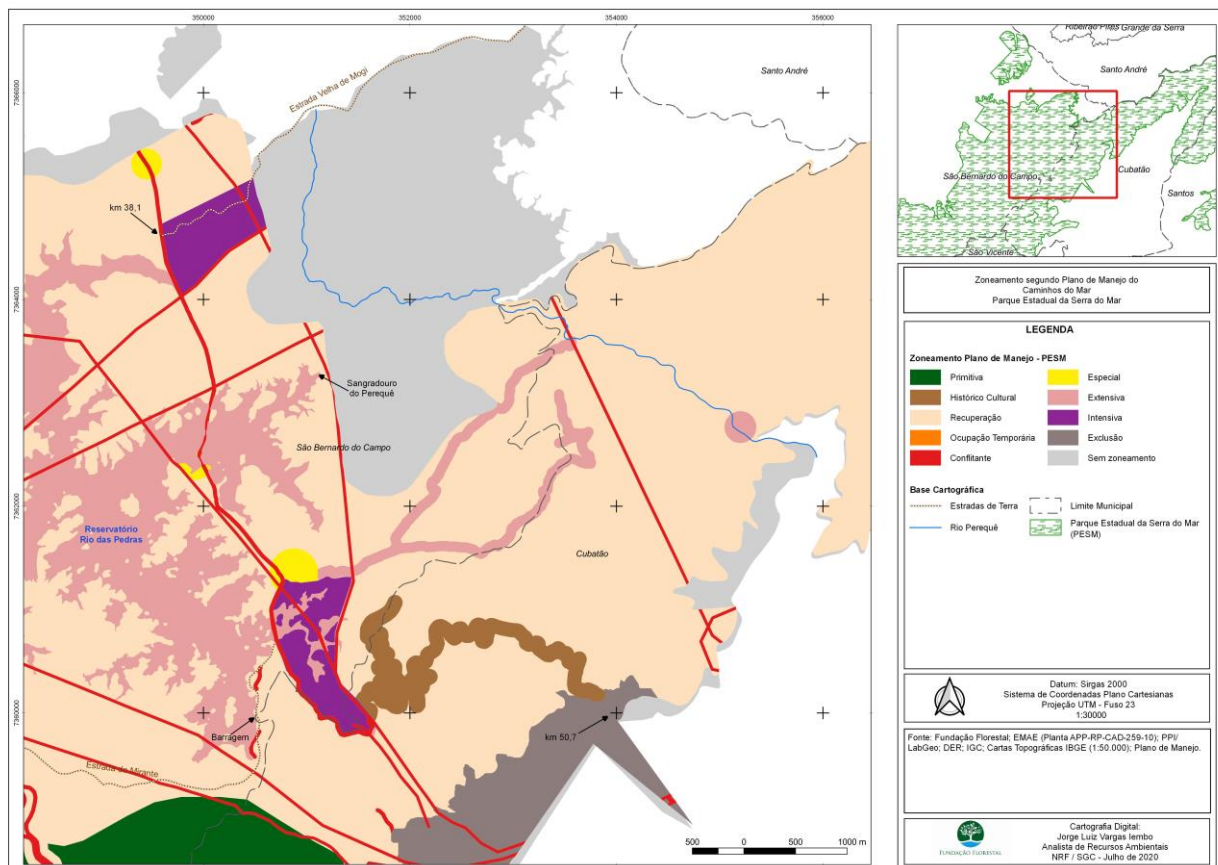 350000
352000
354000
356000
7366000
7364000
7362000
7360000
Estrada Velha de Mogi
Santo André
km 38,1
Sangradouro
do Perequê
São Bernardo do Campo
Reservatório
Rio das Pedras
Cubatão
Barragem
km 50,7
Estrada do Mirante
500 0 500 1000 m
Ribeirão Pires
Grande da Serra
Santo André
São Bernardo do Campo
Cubatão
Santos
São Vicente
Zoneamento segundo Plano de Manejo do
Caminhos do Mar
Parque Estadual da Serra do Mar
LEGENDA
Zoneamento Plano de Manejo - PESM
Primitiva
Histórico Cultural
Recuperação
Ocupação Temporária
Conflitante
Especial
Extensiva
Intensiva
Exclusão
Sem zoneamento
Base Cartográfica
Estradas de Terra
Rio Perequê
Limite Municipal
Parque Estadual da Serra do Mar
(PESM)
Datum: Sirgas 2000
Sistema de Coordenadas Plano Cartesianas
Projeção UTM - Fuso 23
1:30000
Fonte: Fundação Florestal; EMAE (Planta APP-RP-CAD-259-10); PPI/
LabGeo; DER; IGC; Cartas Topográficas IBGE (1:50.000); Plano de Manejo.
FUNDAÇÃO FLORESTAL
Cartografia Digital:
Jorge Luiz Vargas Iembo
Analista de Recursos Ambientais
NRF / SGC - Julho de 2020